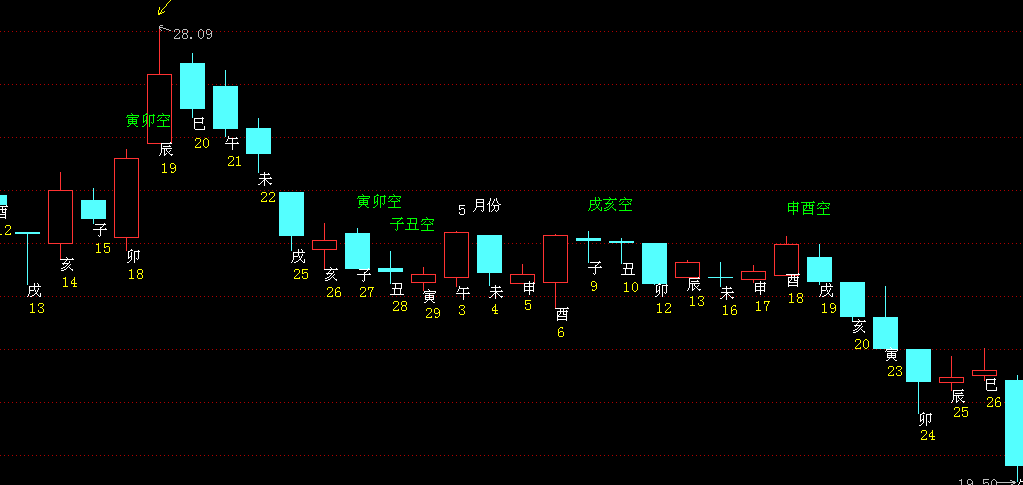 28.09
寅卯空
辰
19
巳
20
午
21
未
22
酉
12
戌
13
亥
14
子
15
卯
18
寅卯空
子丑空
5 月份
戌亥空
申酉空
戌
25
亥
26
子
27
丑
28
寅
29
午
3
未
4
申
5
酉
6
子
9
丑
10
卯
12
辰
13
未
16
申
17
酉
18
戌
19
亥
20
寅
23
卯
24
辰
25
巳
26
19.50